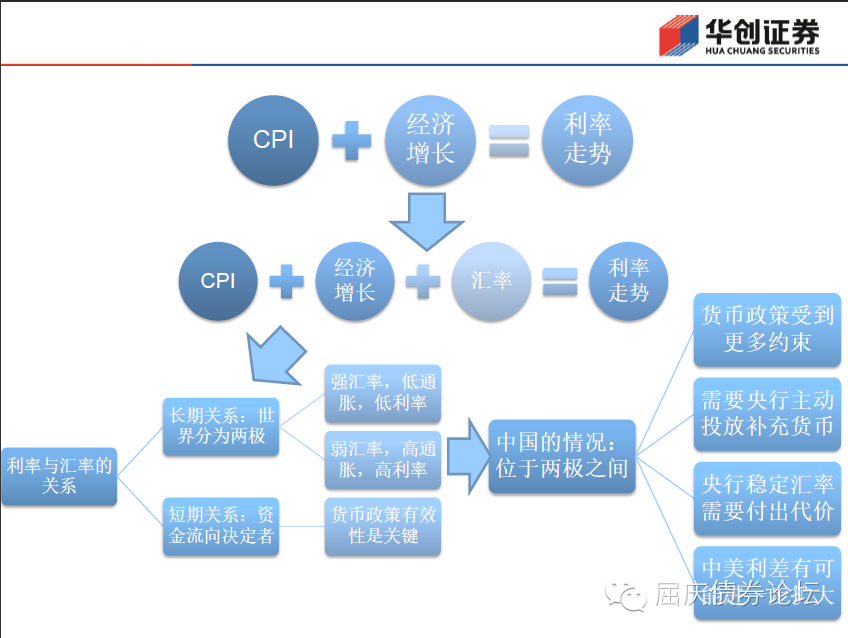 华创证券
HUA CHUANG SECURITIES
CPI
经济
增长
利率
走势
CPI
经济
增长
汇率
利率
走势
利率与汇率的
关系
长期关系：世
界分为两极
短期关系：资
金流向决定者
强汇率，低通
胀，低利率
弱汇率，高通
胀，高利率
货币政策有效
性是关键
中国的情况：
位于两极之间
货币政策受到
更多约束
需要央行主动
投放补充货币
央行稳定汇率
需要付出代价
中美利差有可
大
屈庆债券论坛